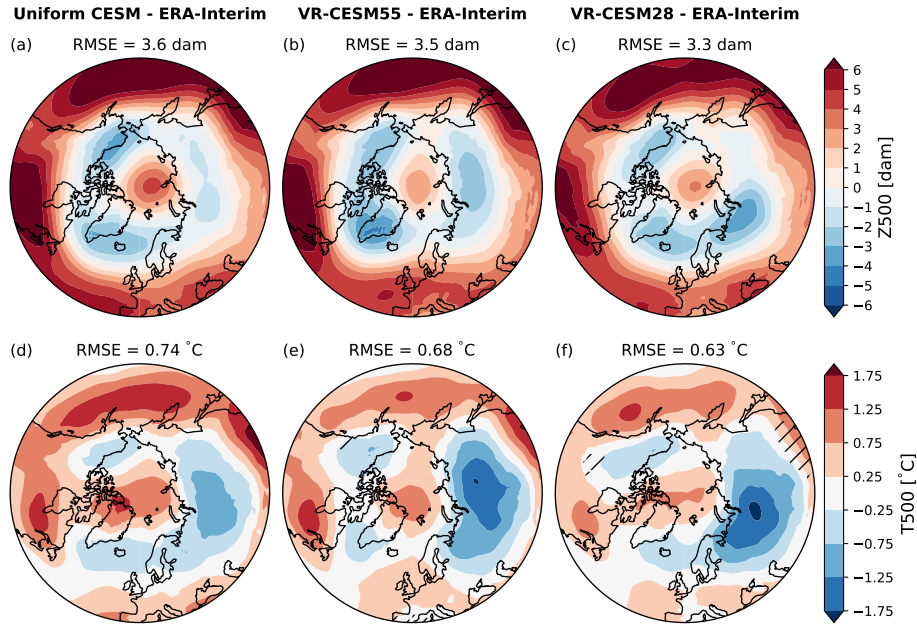 Uniform CESM - ERA-Interim
VR-CESM55 - ERA-Interim
VR-CESM28 - ERA-Interim
(a)
RMSE = 3.6 dam
(b)
RMSE = 3.5 dam
(c)
RMSE = 3.3 dam
6
5
4
3
2
1
0
−1
−2
−3
−4
−5
−6
Z500 [dam]
(d)
RMSE = 0.74 ˚C
(e)
RMSE = 0.68 ˚C
(f)
RMSE = 0.63 ˚C
1.75
1.25
0.75
0.25
−0.25
−0.75
−1.25
−1.75
T500 [˚C]